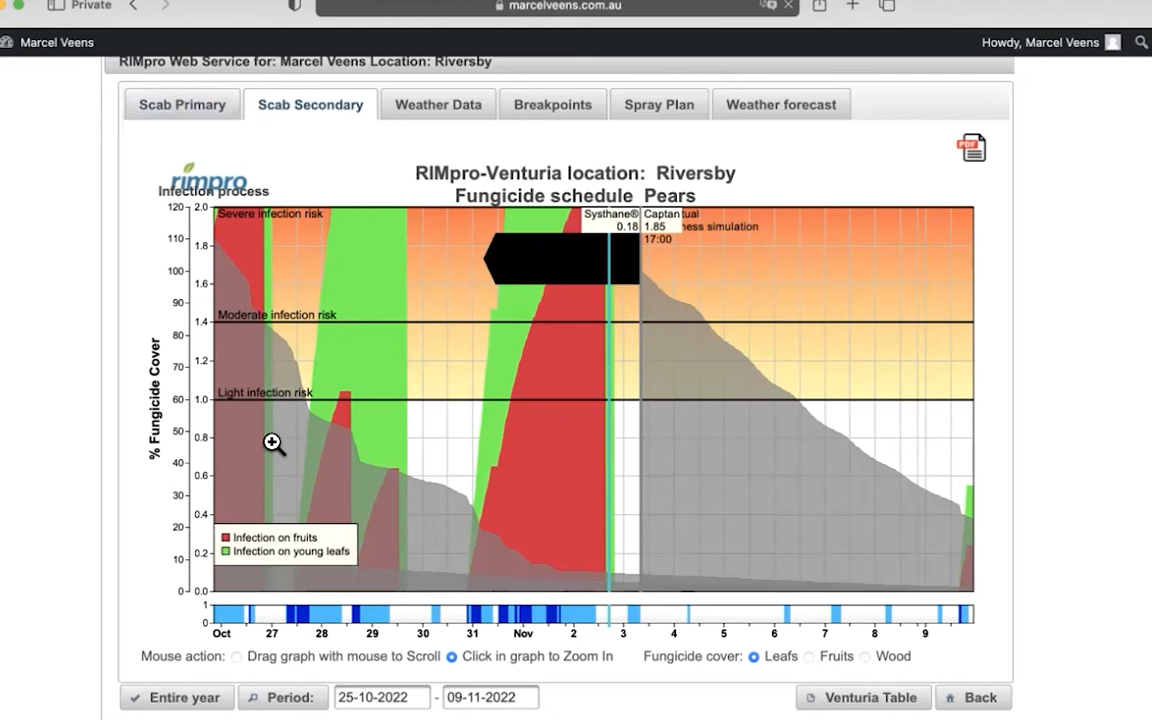 Private
marcelveens.com.au
Marcel Veens
Howdy, Marcel Veens
RIMpro Web Service for: Marcel Veens Location: Riversby
Scab Primary
Scab Secondary
Weather Data
Breakpoints
Spray Plan
Weather forecast
PDF
rimpro
RIMpro-Venturia location: Riversby
Fungicide schedule Pears
Infection process
120
110
100
90
80
70
60
50
40
30
20
10
0
2.0
1.8
1.6
1.4
1.2
1.0
0.8
0.6
0.4
0.2
0.0
% Fungicide Cover
Severe infection risk
Moderate infection risk
Light infection risk
Systhane®
0.18
Captan
1.85
17:00
simulation
Infection on fruits
Infection on young leafs
1
0
Oct 27 28 29 30 31 Nov 2 3 4 5 6 7 8 9
Mouse action: Drag graph with mouse to Scroll Click in graph to Zoom In Fungicide cover: Leafs Fruits Wood
Entire year
Period:
25-10-2022 - 09-11-2022
Venturia Table
Back